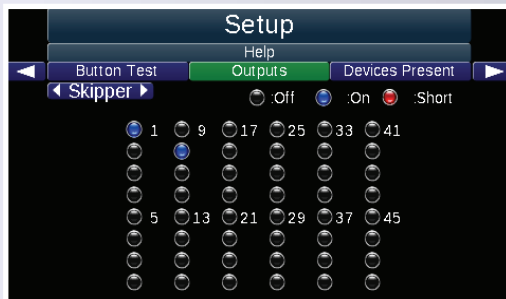 Setup
Help
Button Test Outputs Devices Present
Skipper :Off :On :Short
1 9 17 25 33 41
5 13 21 29 37 45